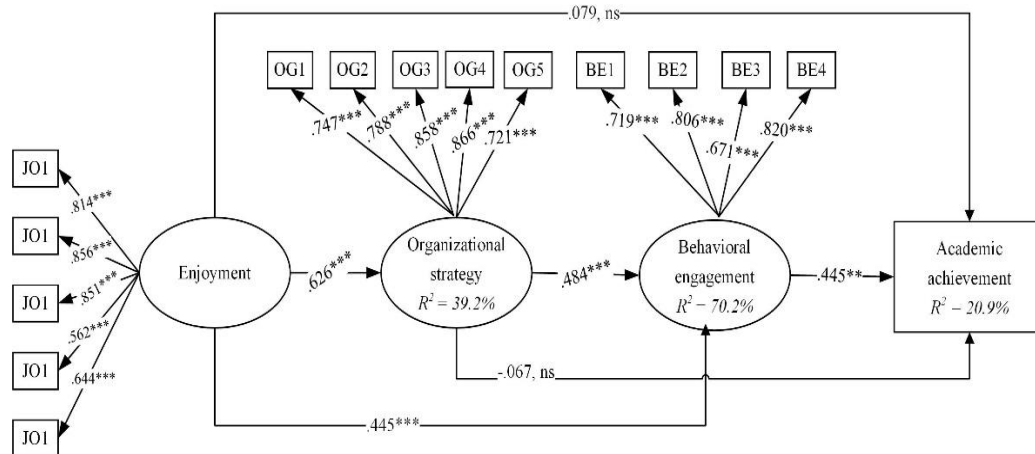 .079, ns
OG1
OG2
OG3
OG4
OG5
BE1
BE2
BE3
BE4
.747***
.788***
.858***
.866***
.721***
.719***
.806***
.671***
.820***
JO1
JO1
JO1
JO1
JO1
.814***
.856***
.851***
.562***
.644***
Enjoyment
.626***
Organizational
strategy
R² = 39.2%
.484***
Behavioral
engagement
R² – 70.2%
.445**
Academic
achievement
R² – 20.9%
-.067, ns
.445***